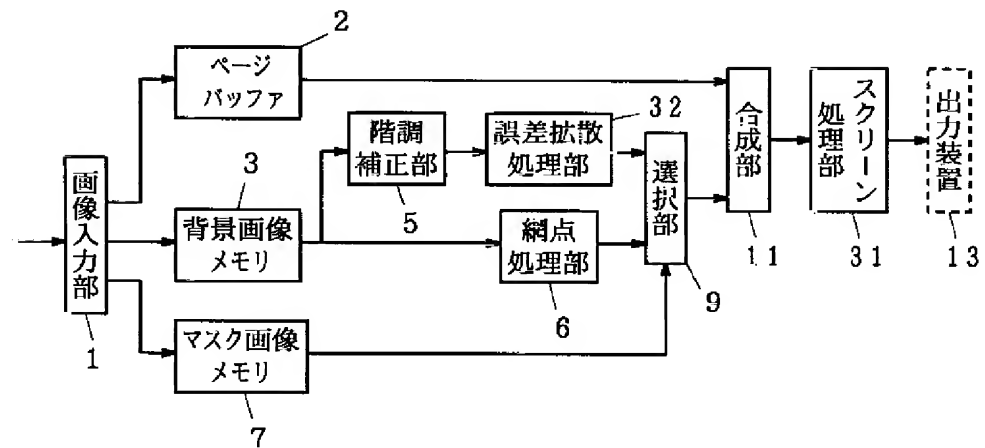 2
ページ
バッファ
32
階調
補正部
5
誤差拡散
処理部
3
背景画像
メモリ
網点
処理部
6
画像入力部
1
マスク画像
メモリ
7
選択部
9
合成部
11
スクリーン
処理部
31
出力装置
13